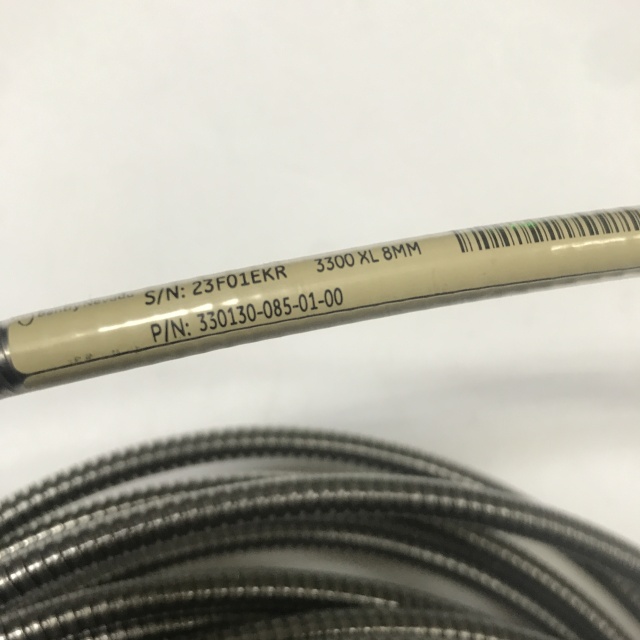 S/N: 23F01EKR 3300 XL 8MM
P/N: 330130-085-01-00